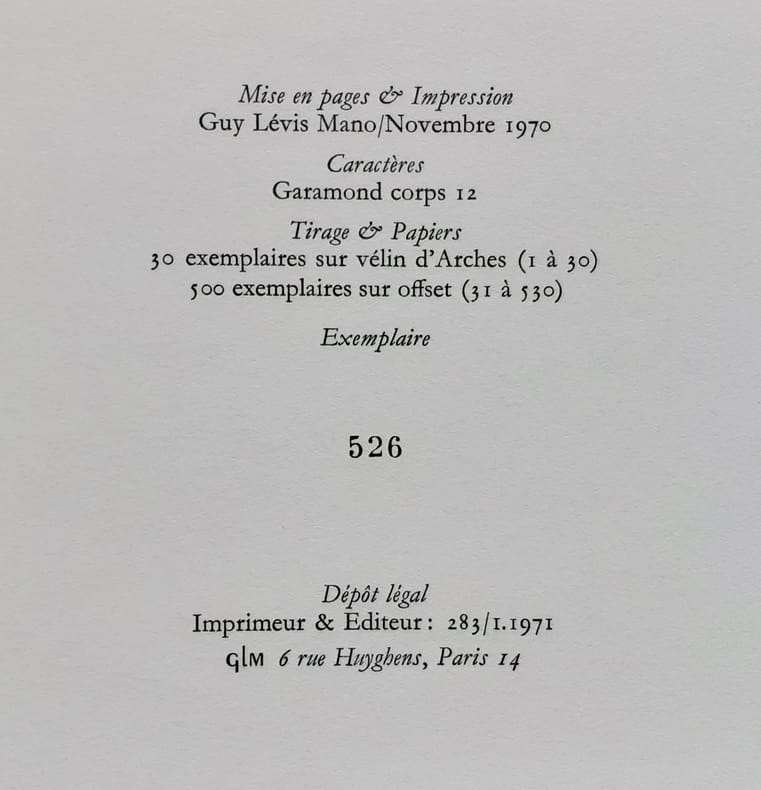 Mise en pages & Impression
Guy Lévis Mano/Novembre 1970
Caractères
Garamond corps 12
Tirage & Papiers
30 exemplaires sur vélin d'Arches (1 à 30)
500 exemplaires sur offset (31 à 530)
Exemplaire
526
Dépôt légal
Imprimeur & Editeur : 283/1.1971
GLM 6 rue Huyghens, Paris 14